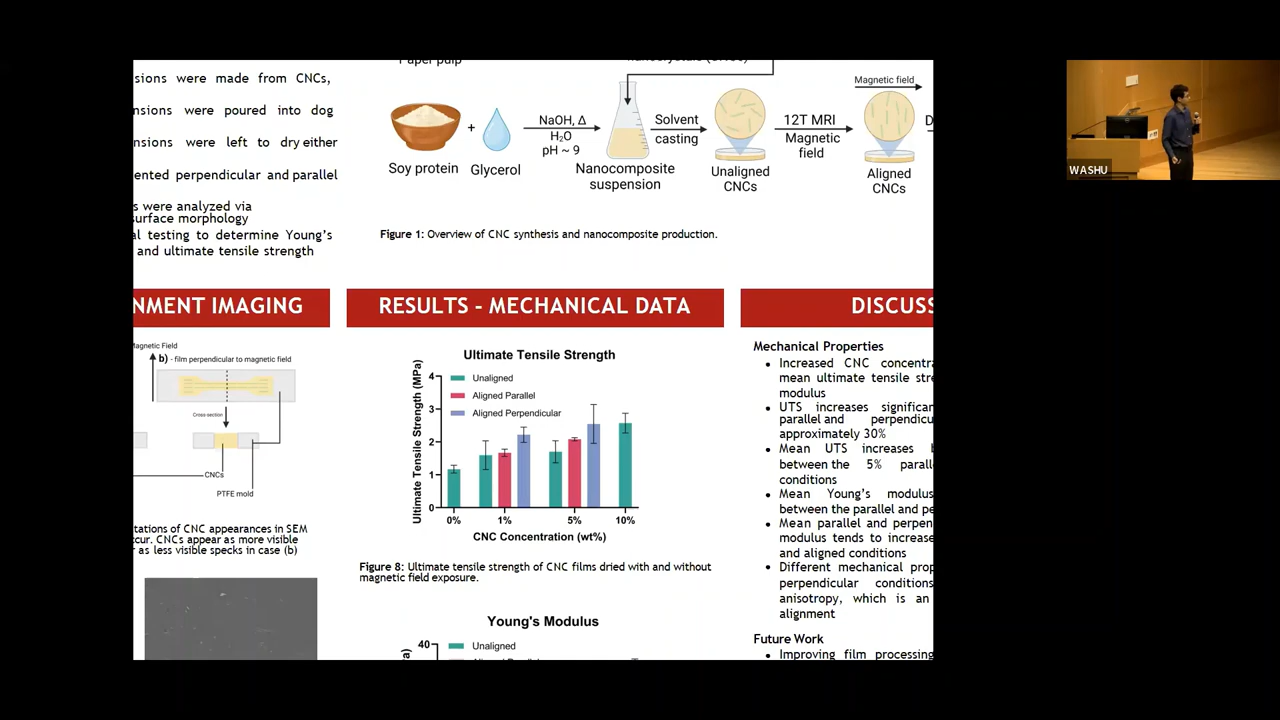 sions were made from CNCs,
nsions were poured into dog
nsions were left to dry either
ented perpendicular and parallel
s were analyzed via
surface morphology
al testing to determine Young's
and ultimate tensile strength
Magnetic field
NaOH, Δ
H₂O
pH ~ 9
Solvent
casting
12T MRI
Magnetic
field
D
+
Soy protein
Glycerol
Nanocomposite
suspension
Unaligned
CNCs
Aligned
CNCs
Figure 1: Overview of CNC synthesis and nanocomposite production.
NMENT IMAGING
Magnetic Field
b) - film perpendicular to magnetic field
Cross section
CNCs
PTFE mold
tations of CNC appearances in SEM
cur. CNCs appear as more visible
r as less visible specks in case (b)
RESULTS - MECHANICAL DATA
Ultimate Tensile Strength
Ultimate Tensile Strength (MPa)
4
3
2
1
0
Unaligned
Aligned Parallel
Aligned Perpendicular
0% 1% 5% 10%
CNC Concentration (wt%)
Figure 8: Ultimate tensile strength of CNC films dried with and without
magnetic field exposure.
Young's Modulus
40
Unaligned
DISCUSS
Mechanical Properties
• Increased CNC concentra
mean ultimate tensile stre
modulus
• UTS increases significan
parallel and perpendicu
approximately 30%
• Mean UTS increases b
between the 5% parall
conditions
• Mean Young's modulus
between the parallel and pe
• Mean parallel and perpen
modulus tends to increase
and aligned conditions
• Different mechanical prop
perpendicular conditions
anisotropy, which is an
alignment
Future Work
• Improving film processing
WASHU